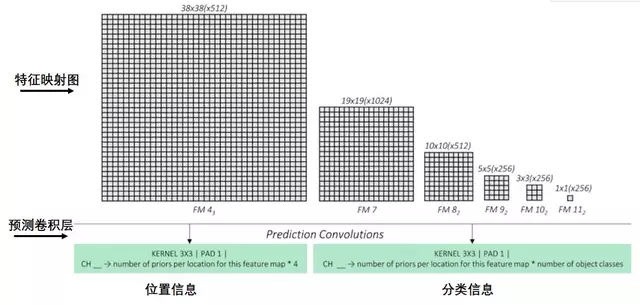 38x38(x512)
特征映射图
19x19(x1024)
10x10(x512)
5x5(x256)
3x3(x256)
1x1(x256)
FM 4₃
FM 7
FM 8₂
FM 9₂
FM 10₂
FM 11₂
预测卷积层
Prediction Convolutions
KERNEL 3X3 | PAD 1 |
CH __ → number of priors per location for this feature map * 4
KERNEL 3X3 | PAD 1 |
CH __ → number of priors per location for this feature map * number of object classes
位置信息
分类信息